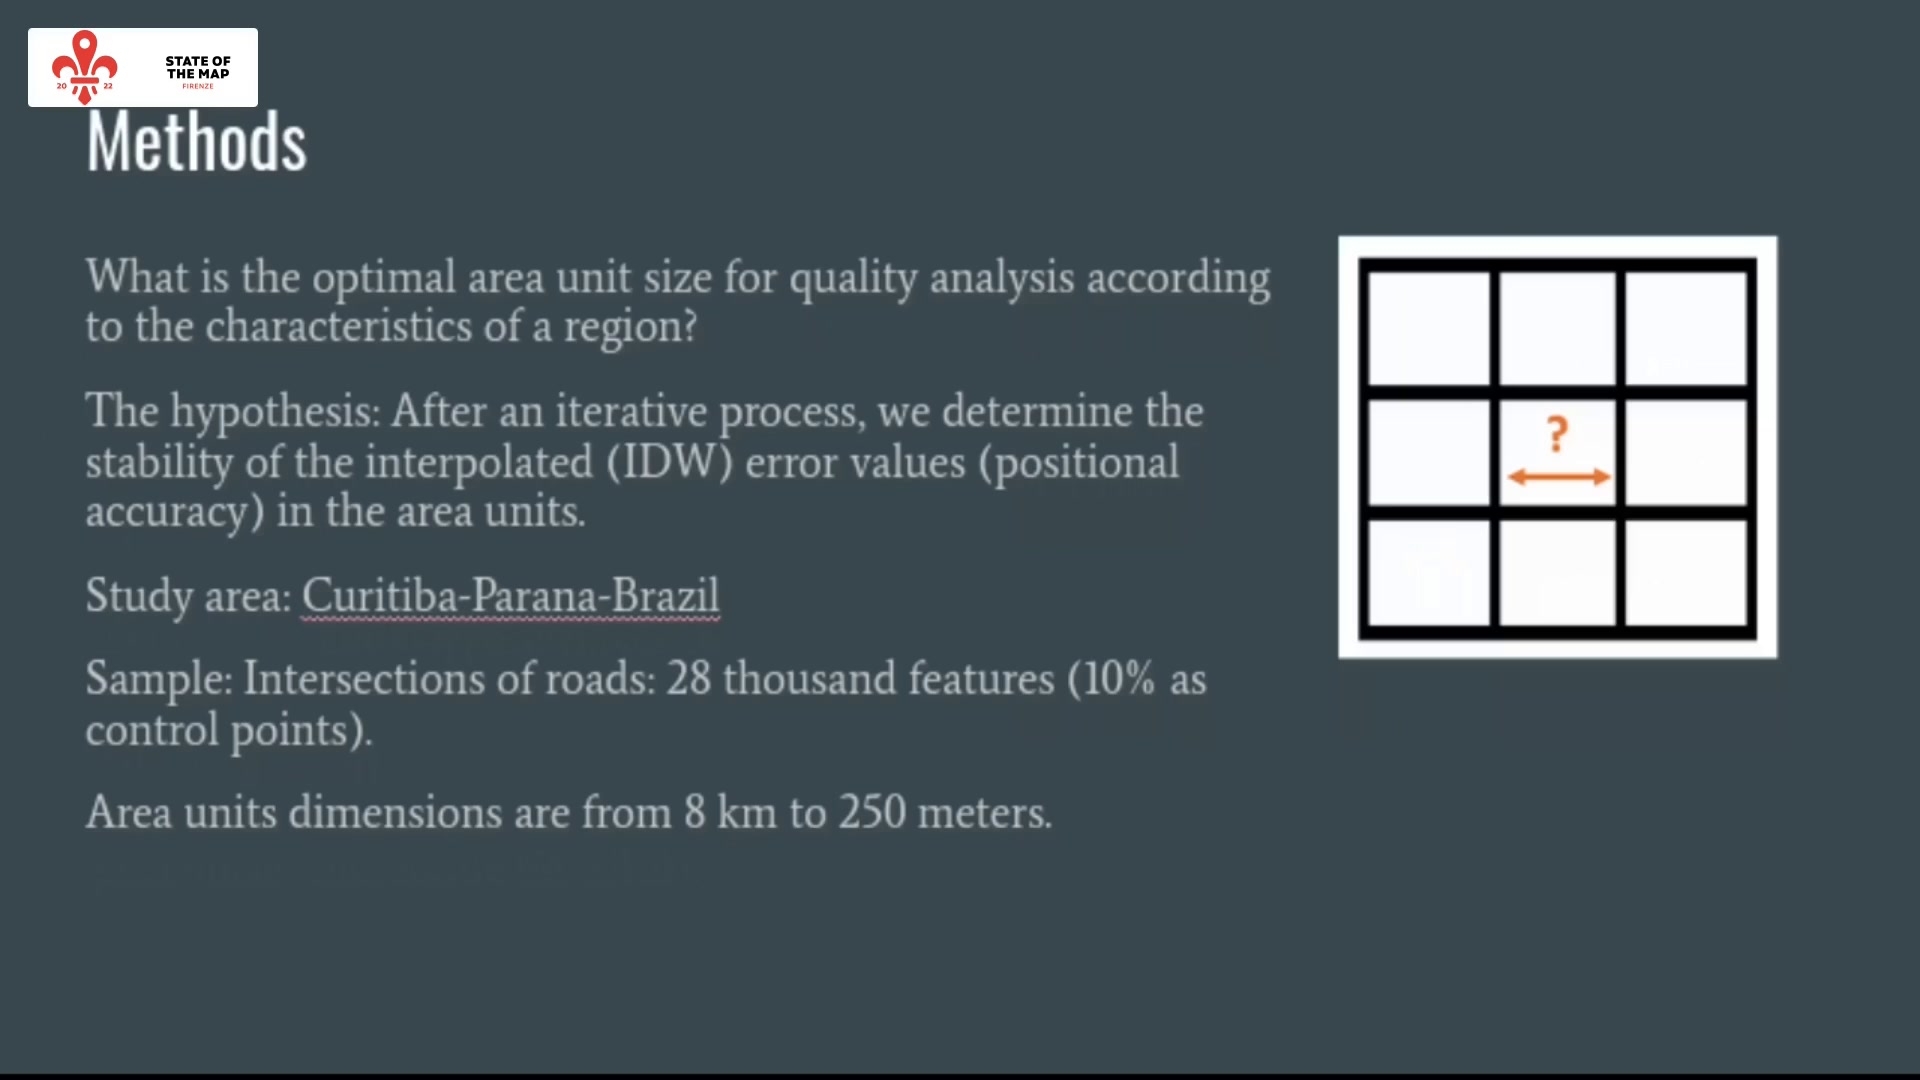 20 22
STATE OF
THE MAP
FIRENZE
Methods
What is the optimal area unit size for quality analysis according
to the characteristics of a region?
The hypothesis: After an iterative process, we determine the
stability of the interpolated (IDW) error values (positional
accuracy) in the area units.
Study area: Curitiba-Parana-Brazil
Sample: Intersections of roads: 28 thousand features (10% as
control points).
Area units dimensions are from 8 km to 250 meters.
?